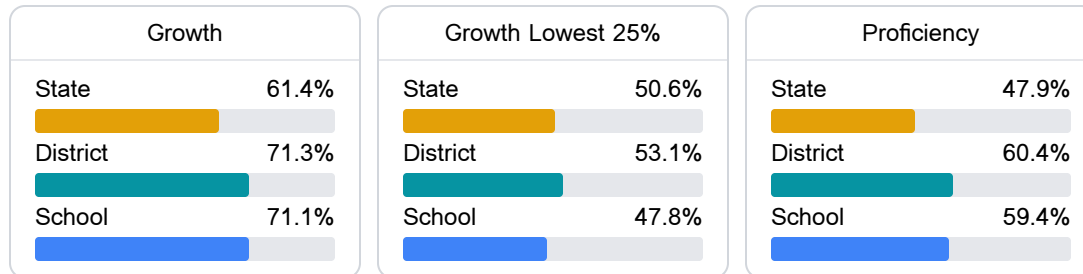 Growth
State 61.4%
District 71.3%
School 71.1%
Growth Lowest 25%
State 50.6%
District 53.1%
School 47.8%
Proficiency
State 47.9%
District 60.4%
School 59.4%